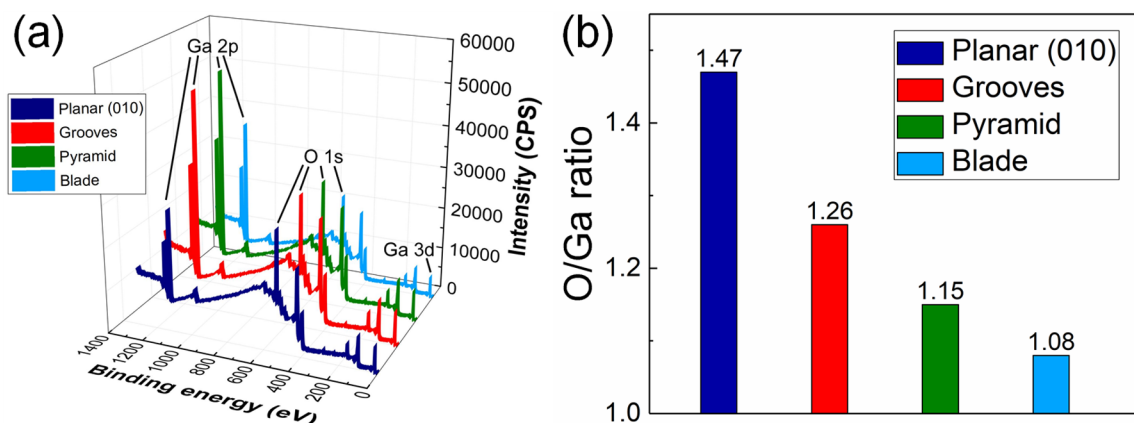 (a)
Ga 2p
Planar (010)
Grooves
Pyramid
Blade
O 1s
Ga 3d
60000
50000
40000
30000
20000
10000
0
Intensity (CPS)
1400
1200
1000
800
600
400
200
0
Binding energy (eV)
(b)
O/Ga ratio
1.4
1.2
1.0
1.47
1.26
1.15
1.08
Planar (010)
Grooves
Pyramid
Blade